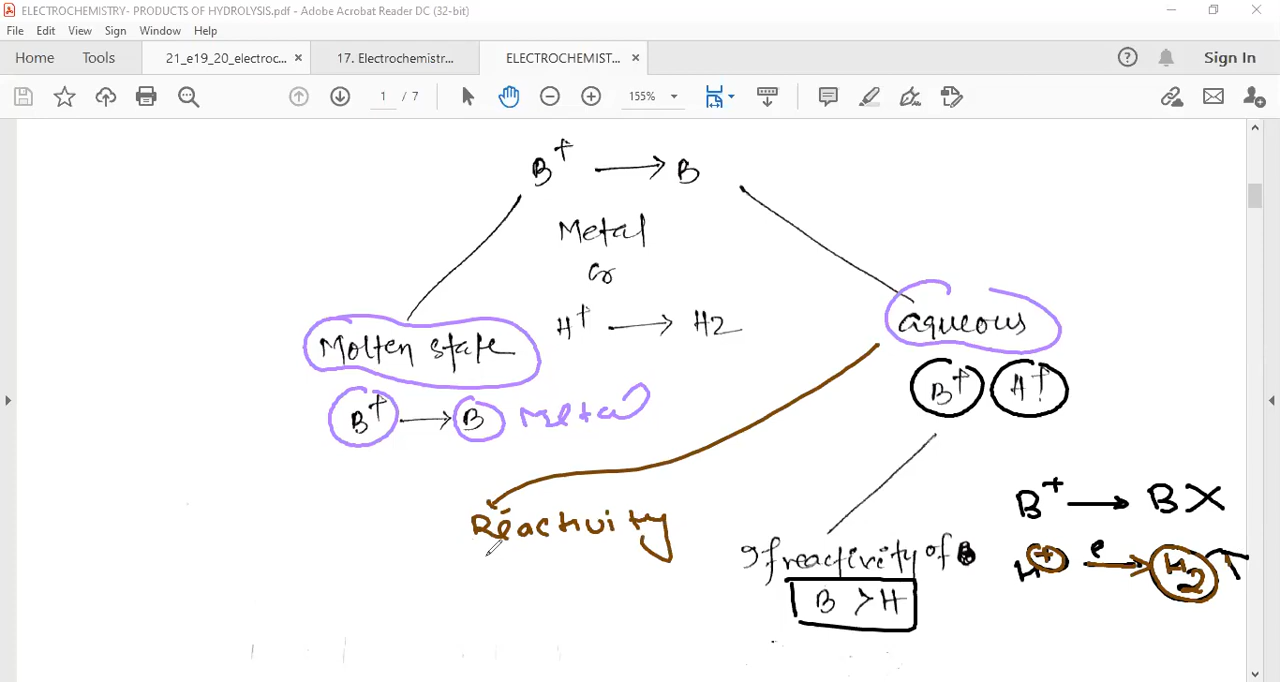 ELECTROCHEMISTRY- PRODUCTS OF HYDROLYSIS.pdf - Adobe Acrobat Reader DC (32-bit)
File Edit View Sign Window Help
Home Tools 21_e19_20_electroc... × 17. Electrochemistr... ELECTROCHEMIST... × Sign In
1 / 7 155%
B+ → B
Metal
or
H+ → H2
Molten state
aqueous
B+ → B Metal
B+ H+
Reactivity
B+ → B X
H+ e → H2 ↑
If reactivity of B
B > H